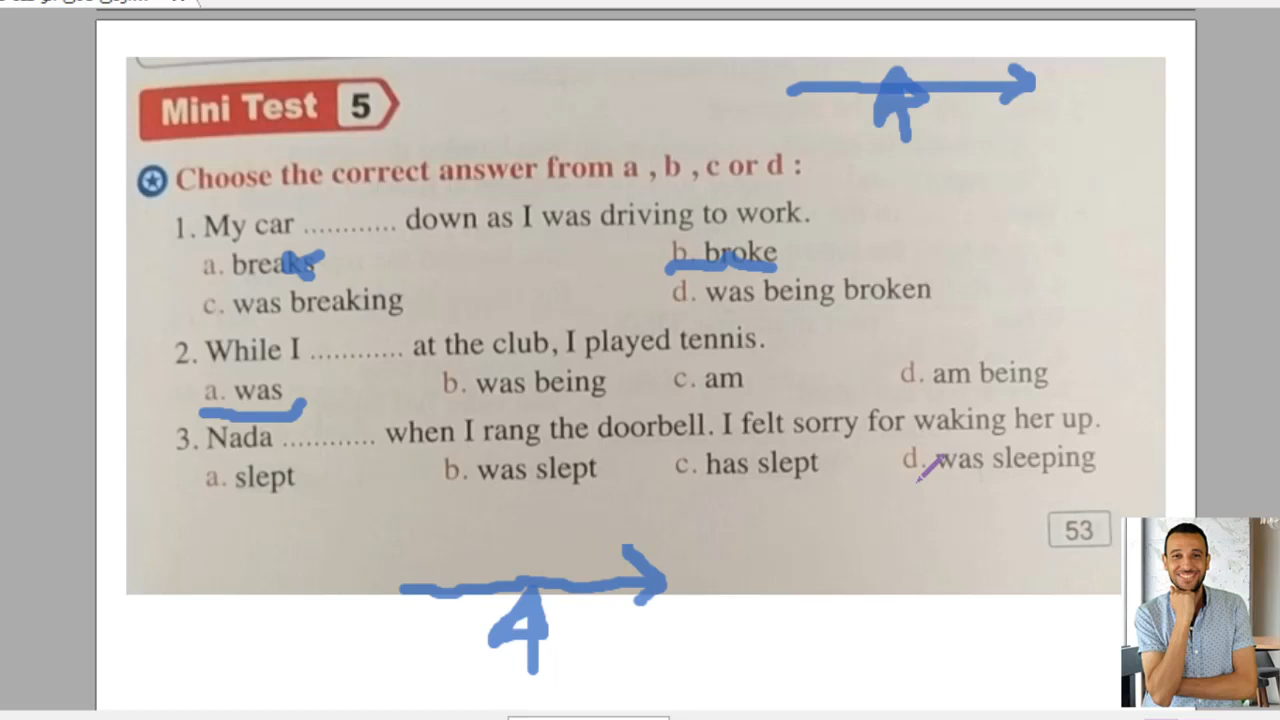 Mini Test 5
Choose the correct answer from a , b , c or d :
1. My car ............ down as I was driving to work.
a. breaks b. broke
c. was breaking d. was being broken
2. While I ............ at the club, I played tennis.
a. was b. was being c. am d. am being
3. Nada ............ when I rang the doorbell. I felt sorry for waking her up.
a. slept b. was slept c. has slept d. was sleeping
53